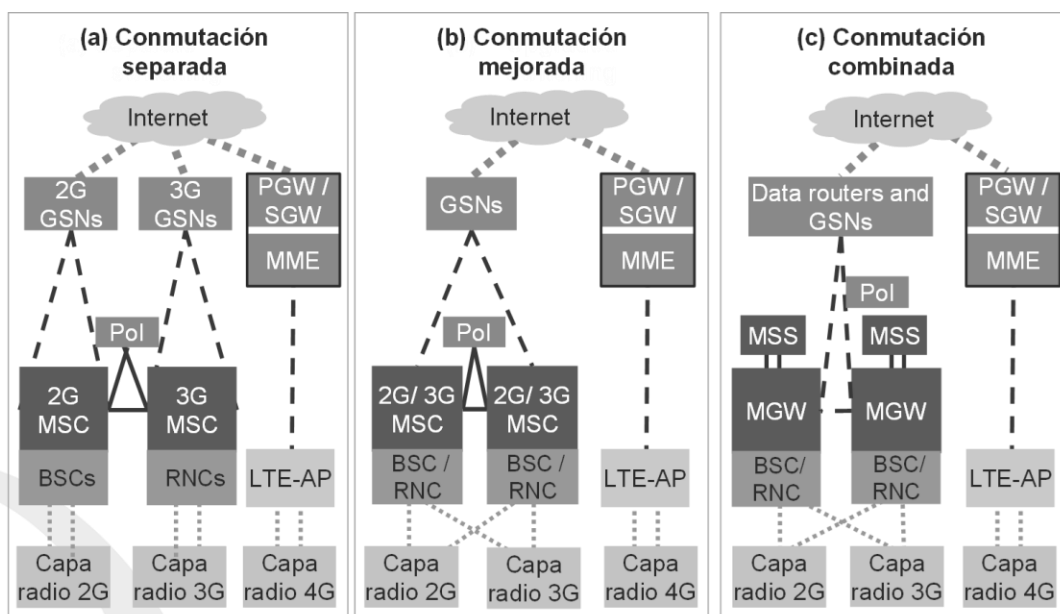 (a) Conmutación
separada
Internet
2G
GSNs
3G
GSNs
PGW /
SGW
MME
PoI
2G
MSC
3G
MSC
BSCs
RNCs
LTE-AP
Capa
radio 2G
Capa
radio 3G
Capa
radio 4G
(b) Conmutación
mejorada
Internet
GSNs
PGW /
SGW
MME
PoI
2G/ 3G
MSC
2G/ 3G
MSC
BSC /
RNC
BSC /
RNC
LTE-AP
Capa
radio 2G
Capa
radio 3G
Capa
radio 4G
(c) Conmutación
combinada
Internet
Data routers and
GSNs
PGW /
SGW
MME
PoI
MSS
MSS
MGW
MGW
BSC/
RNC
BSC/
RNC
LTE-AP
Capa
radio 2G
Capa
radio 3G
Capa
radio 4G